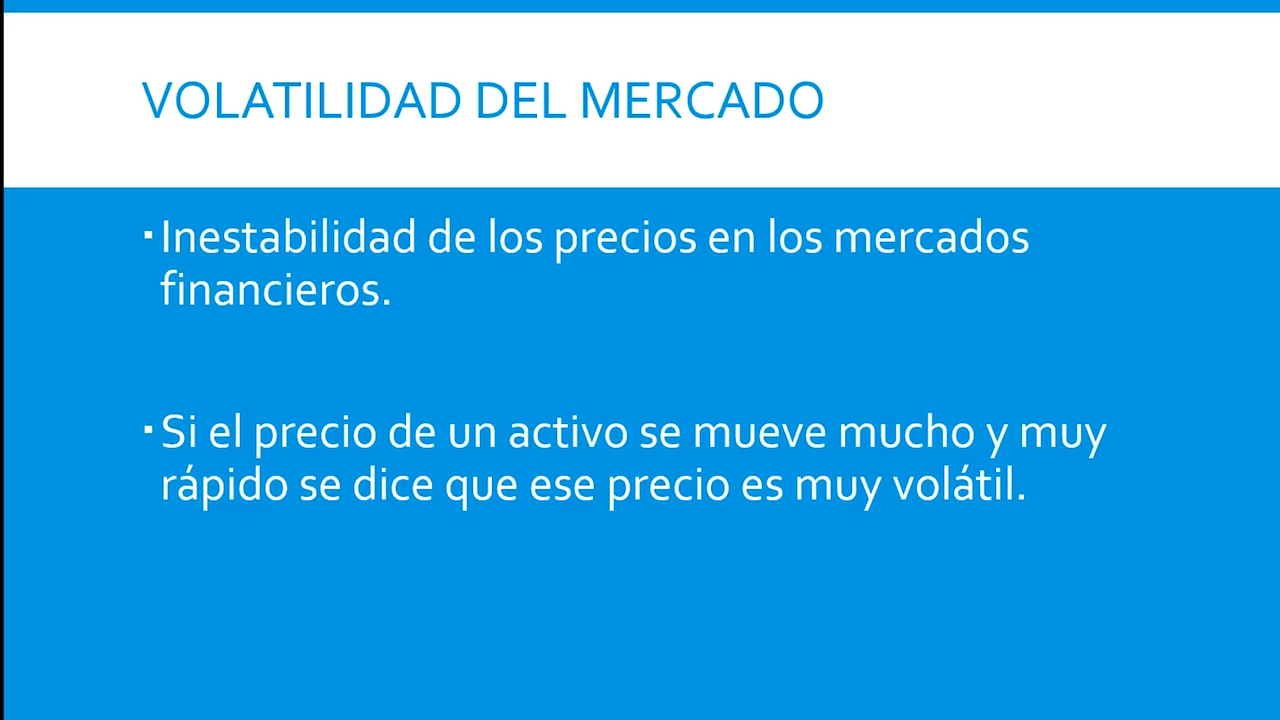 VOLATILIDAD DEL MERCADO
▪Inestabilidad de los precios en los mercados
financieros.
▪Si el precio de un activo se mueve mucho y muy
rápido se dice que ese precio es muy volátil.